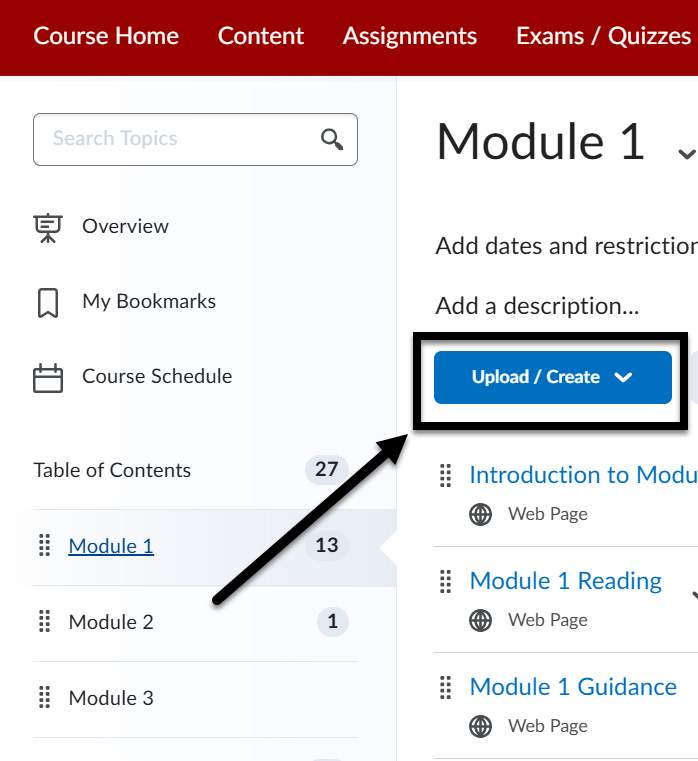 Course Home Content Assignments Exams / Quizzes
Search Topics
Overview
My Bookmarks
Course Schedule
Table of Contents 27
Module 1 13
Module 2 1
Module 3
Module 1
Add dates and restriction
Add a description...
Upload / Create
Introduction to Modu
Web Page
Module 1 Reading
Web Page
Module 1 Guidance
Web Page